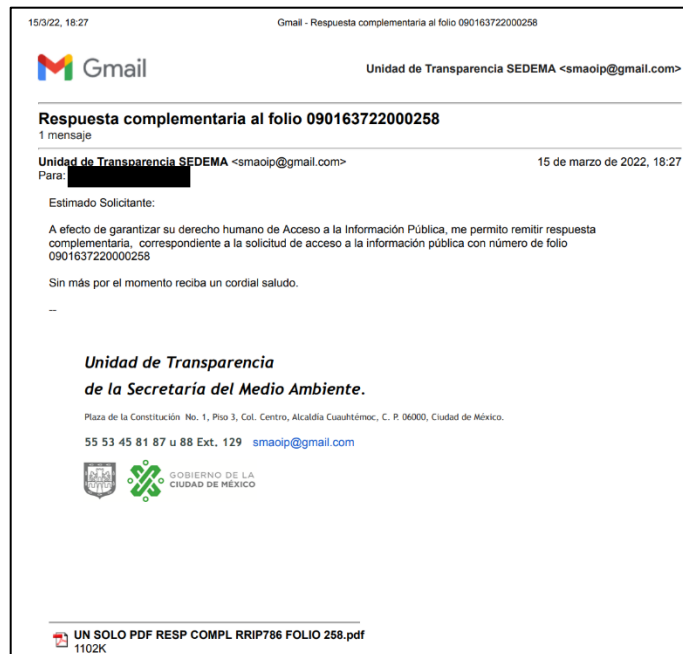 15/3/22, 18:27 Gmail - Respuesta complementaria al folio 090163722000258
Gmail Unidad de Transparencia SEDEMA <smaoip@gmail.com>
Respuesta complementaria al folio 090163722000258
1 mensaje
Unidad de Transparencia SEDEMA <smaoip@gmail.com> 15 de marzo de 2022, 18:27
Para:
Estimado Solicitante:
A efecto de garantizar su derecho humano de Acceso a la Información Pública, me permito remitir respuesta
complementaria, correspondiente a la solicitud de acceso a la información pública con número de folio
0901637220000258
Sin más por el momento reciba un cordial saludo.
--
Unidad de Transparencia
de la Secretaría del Medio Ambiente.
Plaza de la Constitución No. 1, Piso 3, Col. Centro, Alcaldía Cuauhtémoc, C. P. 06000, Ciudad de México.
55 53 45 81 87 u 88 Ext. 129 smaoip@gmail.com
GOBIERNO DE LA
CIUDAD DE MÉXICO
UN SOLO PDF RESP COMPL RRIP786 FOLIO 258.pdf
1102K